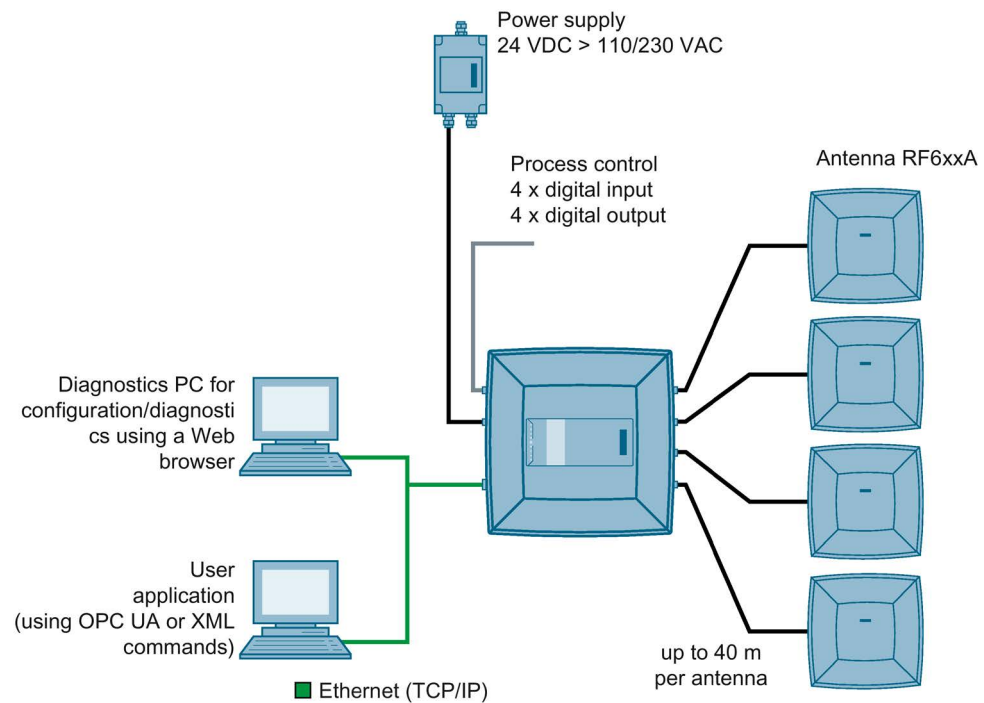 Power supply
24 VDC > 110/230 VAC
Process control
4 x digital input
4 x digital output
Antenna RF6xxA
Diagnostics PC for
configuration/diagnosti
cs using a Web
browser
User
application
(using OPC UA or XML
commands)
up to 40 m
per antenna
Ethernet (TCP/IP)